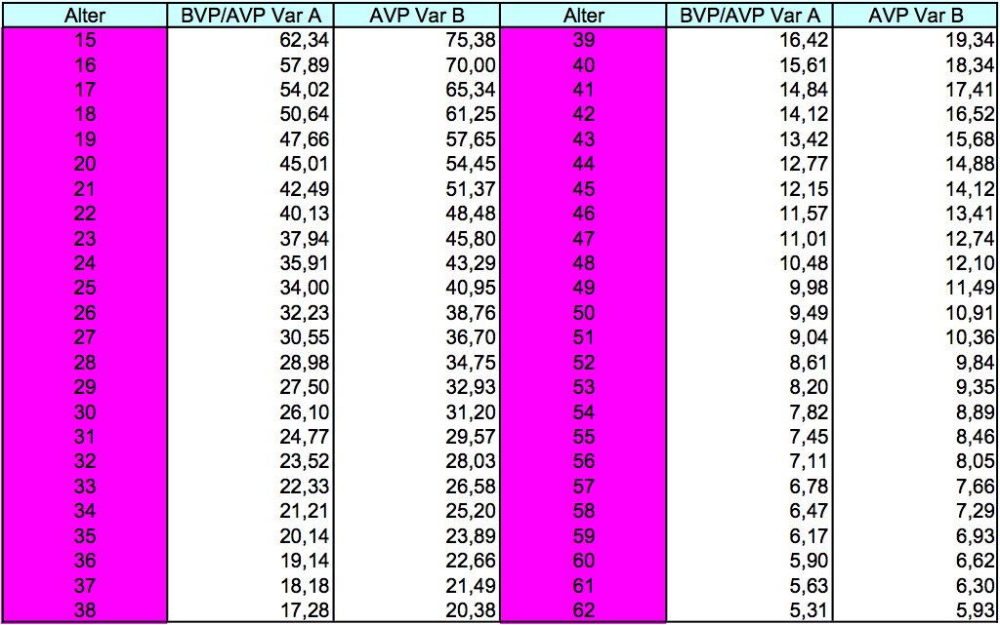 Alter BVP/AVP Var A AVP Var B Alter BVP/AVP Var A AVP Var B
15 62,34 75,38 39 16,42 19,34
16 57,89 70,00 40 15,61 18,34
17 54,02 65,34 41 14,84 17,41
18 50,64 61,25 42 14,12 16,52
19 47,66 57,65 43 13,42 15,68
20 45,01 54,45 44 12,77 14,88
21 42,49 51,37 45 12,15 14,12
22 40,13 48,48 46 11,57 13,41
23 37,94 45,80 47 11,01 12,74
24 35,91 43,29 48 10,48 12,10
25 34,00 40,95 49 9,98 11,49
26 32,23 38,76 50 9,49 10,91
27 30,55 36,70 51 9,04 10,36
28 28,98 34,75 52 8,61 9,84
29 27,50 32,93 53 8,20 9,35
30 26,10 31,20 54 7,82 8,89
31 24,77 29,57 55 7,45 8,46
32 23,52 28,03 56 7,11 8,05
33 22,33 26,58 57 6,78 7,66
34 21,21 25,20 58 6,47 7,29
35 20,14 23,89 59 6,17 6,93
36 19,14 22,66 60 5,90 6,62
37 18,18 21,49 61 5,63 6,30
38 17,28 20,38 62 5,31 5,93